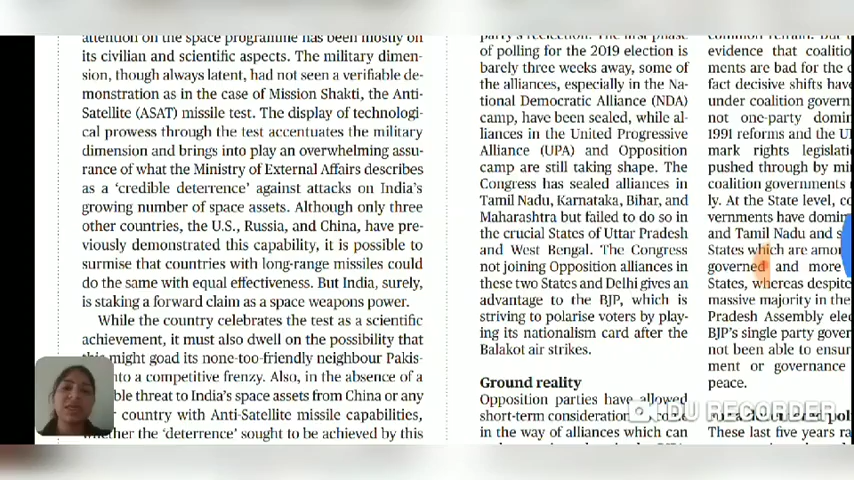 attention on the space programme has been mostly on
its civilian and scientific aspects. The military dimen-
sion, though always latent, had not seen a verifiable de-
monstration as in the case of Mission Shakti, the Anti-
Satellite (ASAT) missile test. The display of technologi-
cal prowess through the test accentuates the military
dimension and brings into play an overwhelming assu-
rance of what the Ministry of External Affairs describes
as a ‘credible deterrence’ against attacks on India’s
growing number of space assets. Although only three
other countries, the U.S., Russia, and China, have pre-
viously demonstrated this capability, it is possible to
surmise that countries with long-range missiles could
do the same with equal effectiveness. But India, surely,
is staking a forward claim as a space weapons power.
While the country celebrates the test as a scientific
achievement, it must also dwell on the possibility that
might goad its none-too-friendly neighbour Pakis-
into a competitive frenzy. Also, in the absence of a
threat to India’s space assets from China or any
country with Anti-Satellite missile capabilities,
whether the ‘deterrence’ sought to be achieved by this
party's
The first phase
of polling for the 2019 election is
barely three weeks away, some of
the alliances, especially in the Na-
tional Democratic Alliance (NDA)
camp, have been sealed, while al-
liances in the United Progressive
Alliance (UPA) and Opposition
camp are still taking shape. The
Congress has sealed alliances in
Tamil Nadu, Karnataka, Bihar, and
Maharashtra but failed to do so in
the crucial States of Uttar Pradesh
and West Bengal. The Congress
not joining Opposition alliances in
these two States and Delhi gives an
advantage to the BJP, which is
striving to polarise voters by play-
ing its nationalism card after the
Balakot air strikes.
Ground reality
Opposition parties have allowed
short-term consideration to come
in the way of alliances which can
evidence that coalitio
ments are bad for the c
fact decisive shifts have
under coalition govern
not one-party domin
1991 reforms and the U
mark rights legislati
pushed through by mi
coalition governments
ly. At the State level, co
vernments have domin
and Tamil Nadu and s
States which are amon
governed and more
States, whereas despite
massive majority in the
Pradesh Assembly elec
BJP’s single party gover
not been able to ensur
ment or governance
peace.
These last five years ra
DU RECORDER